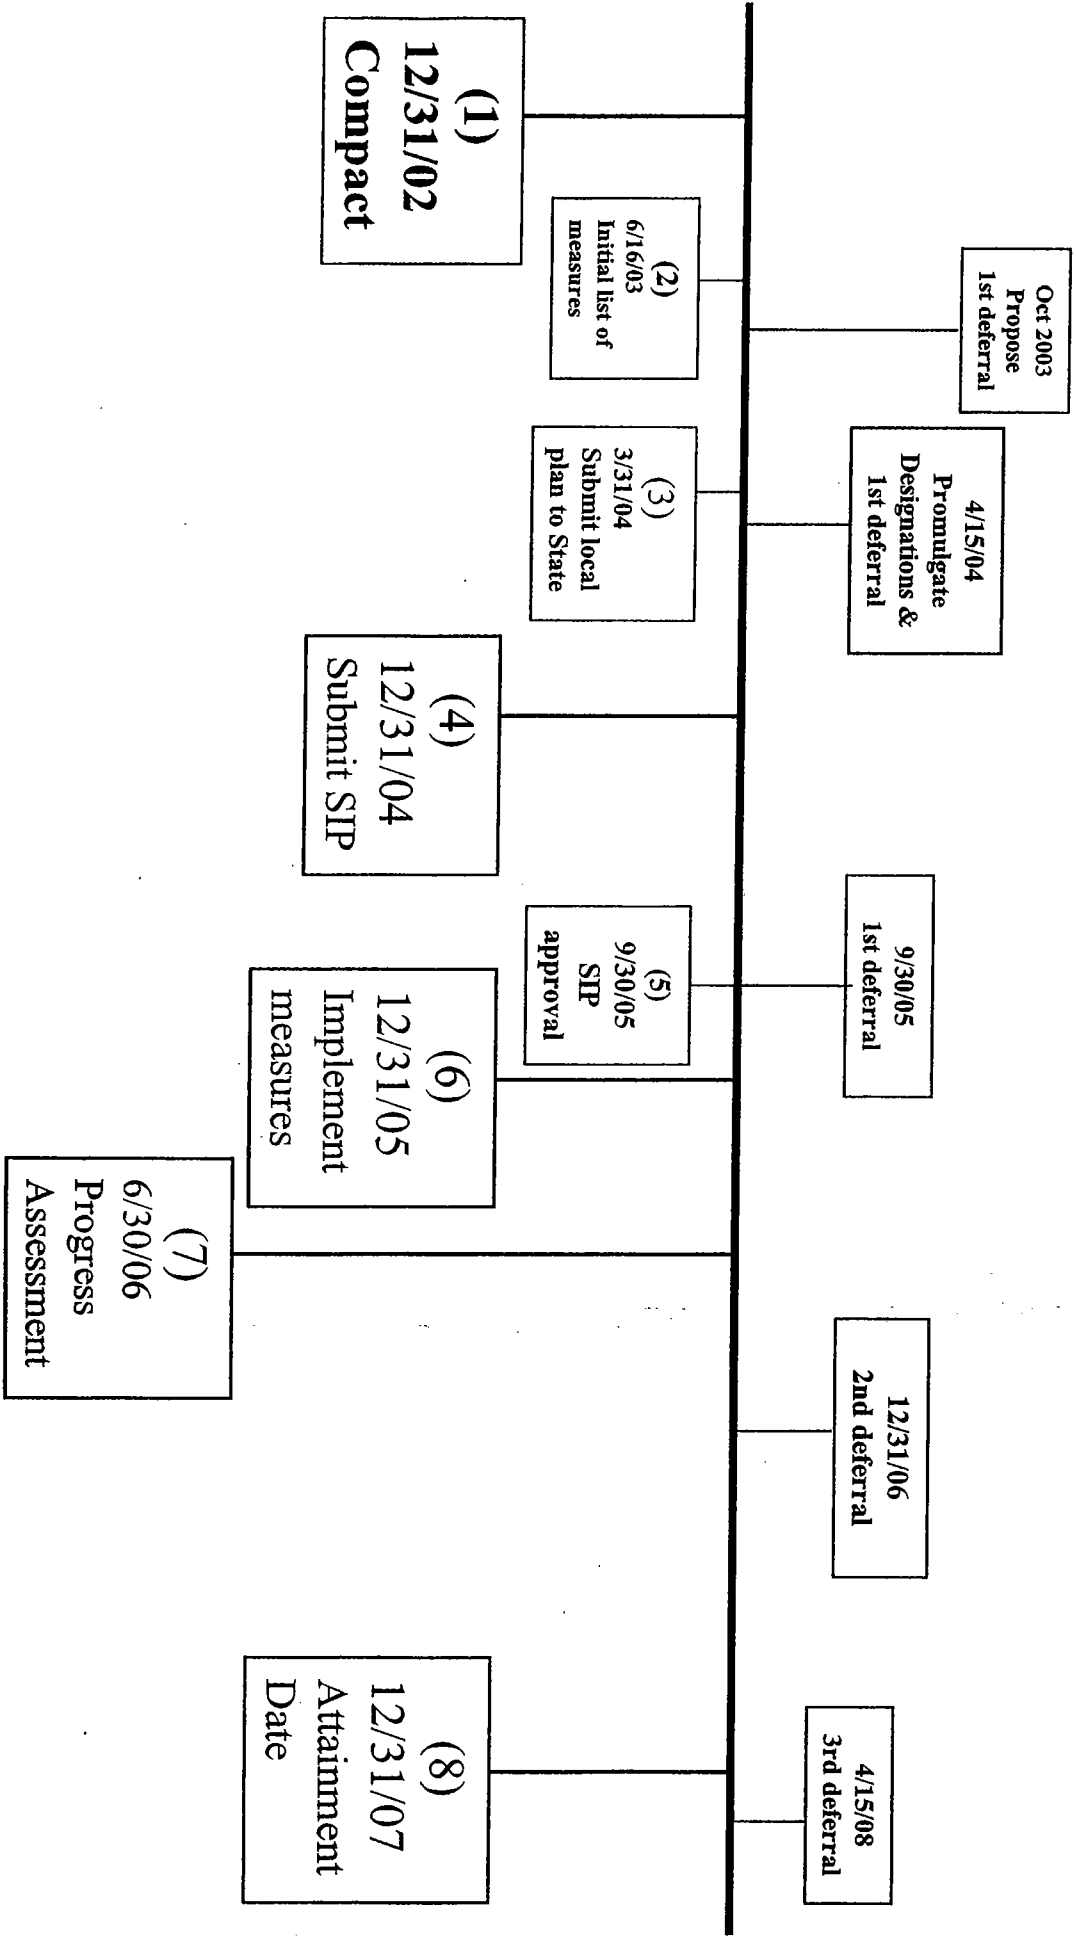 Oct 2003
Propose
1st deferral
4/15/04
Promulgate
Designations &
1st deferral
9/30/05
1st deferral
12/31/06
2nd deferral
4/15/08
3rd deferral
(1)
12/31/02
Compact
(2)
6/16/03
Initial list of
measures
(3)
3/31/04
Submit local
plan to State
(4)
12/31/04
Submit SIP
(5)
9/30/05
SIP
approval
(6)
12/31/05
Implement
measures
(7)
6/30/06
Progress
Assessment
(8)
12/31/07
Attainment
Date